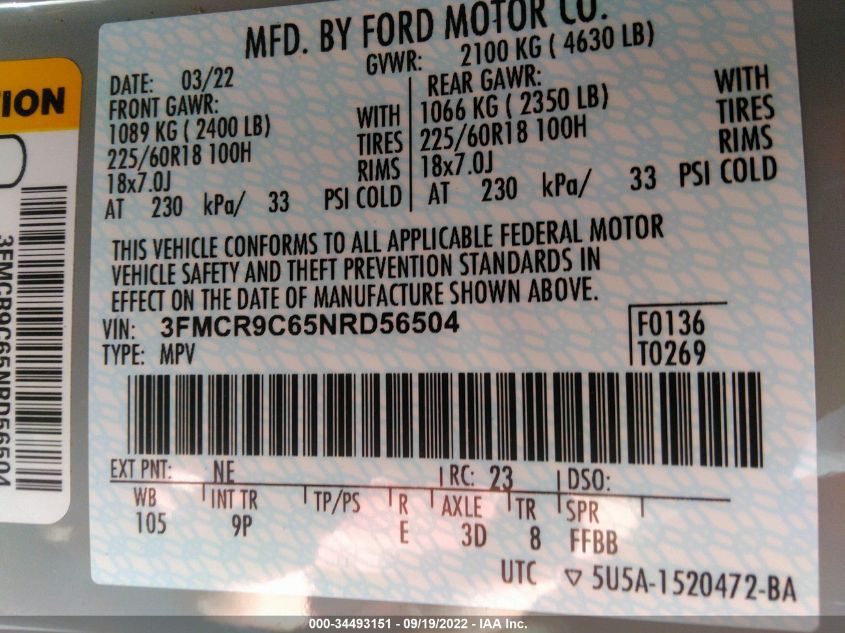 MFD. BY FORD MOTOR CO.
DATE: 03/22 GVWR: 2100 KG ( 4630 LB)
FRONT GAWR: REAR GAWR:
1089 KG ( 2400 LB) WITH 1066 KG ( 2350 LB) WITH
225/60R18 100H TIRES 225/60R18 100H TIRES
18x7.0J RIMS 18x7.0J RIMS
AT 230 kPa/ 33 PSI COLD AT 230 kPa/ 33 PSI COLD
THIS VEHICLE CONFORMS TO ALL APPLICABLE FEDERAL MOTOR
VEHICLE SAFETY AND THEFT PREVENTION STANDARDS IN
EFFECT ON THE DATE OF MANUFACTURE SHOWN ABOVE.
VIN: 3FMCR9C65NRD56504 F0136
TYPE: MPV T0269
EXT PNT: NE RC: 23 DSO:
WB INT TR TP/PS R AXLE TR SPR
105 9P E 3D 8 FFBB
UTC ▽ 5U5A-1520472-BA
3FMCR9C65NRD56504
000-34493151 - 09/19/2022 - IAA Inc.